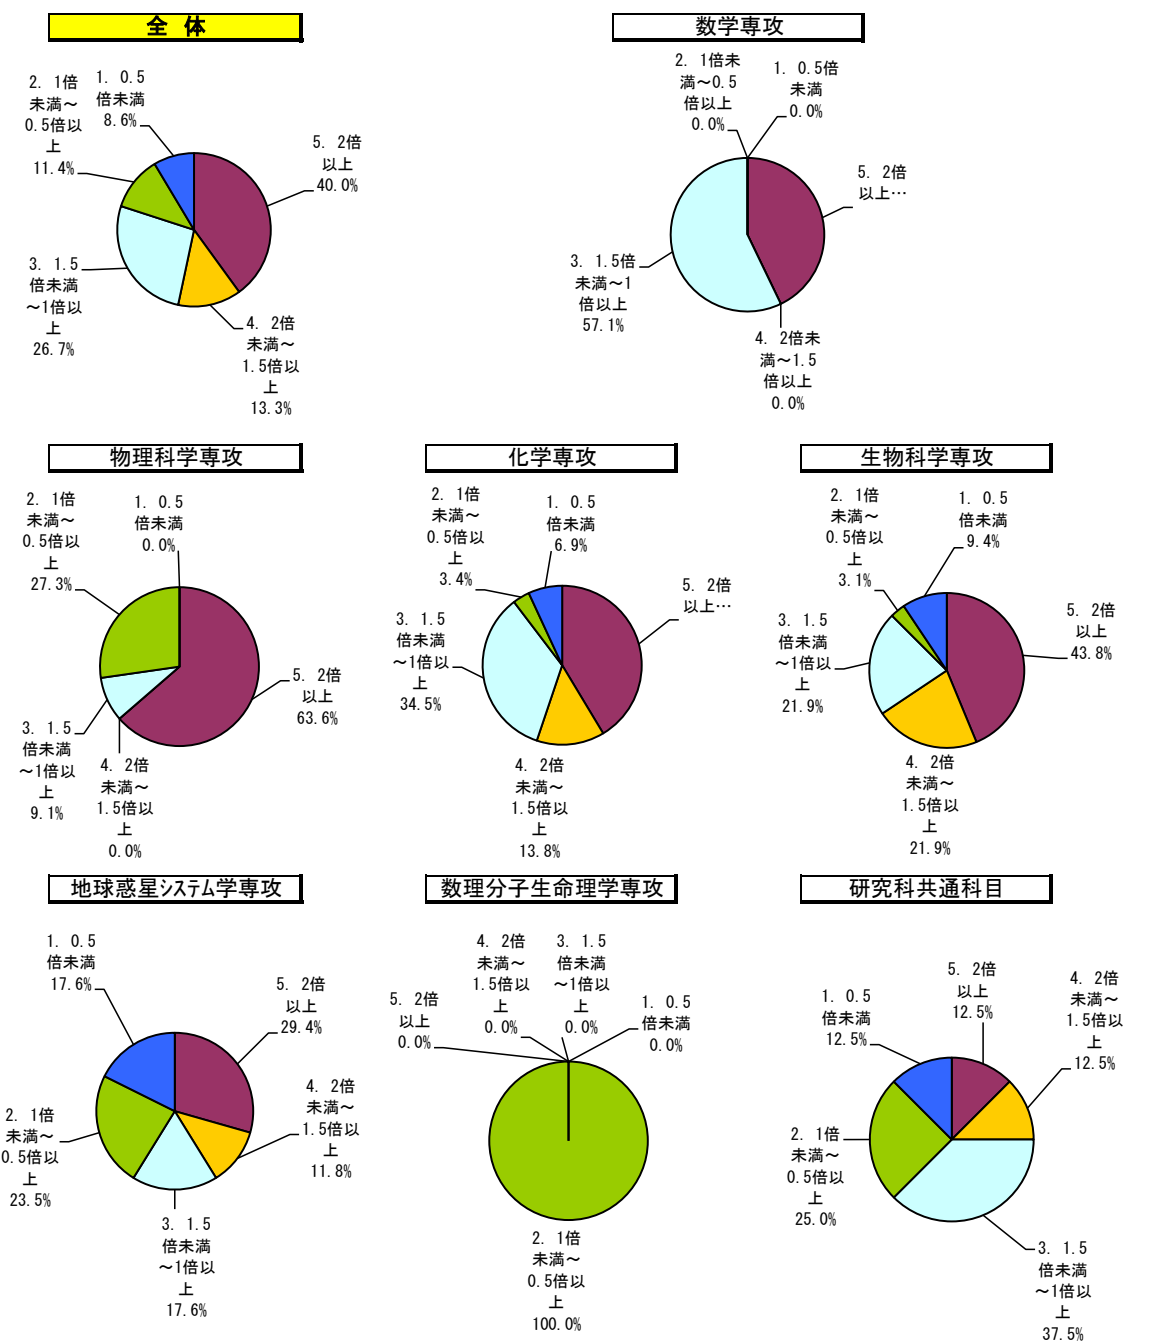 全 体
2. 1倍
未満～
0.5倍以
上
11.4%
1. 0.5
倍未満
8.6%
5. 2倍
以上
40.0%
3. 1.5
倍未満
～1倍以
上
26.7%
4. 2倍
未満～
1.5倍以
上
13.3%
数学専攻
2. 1倍未
満～0.5
倍以上
0.0%
1. 0.5倍
未満
0.0%
5. 2倍
以上…
3. 1.5倍
未満～1
倍以上
57.1%
4. 2倍未
満～1.5
倍以上
0.0%
物理科学専攻
2. 1倍
未満～
0.5倍以
上
27.3%
1. 0.5
倍未満
0.0%
5. 2倍
以上
63.6%
3. 1.5
倍未満
～1倍以
上
9.1%
4. 2倍
未満～
1.5倍以
上
0.0%
化学専攻
2. 1倍
未満～
0.5倍以
上
3.4%
1. 0.5
倍未満
6.9%
5. 2倍
以上…
3. 1.5
倍未満
～1倍以
上
34.5%
4. 2倍
未満～
1.5倍以
上
13.8%
生物科学専攻
2. 1倍
未満～
0.5倍以
上
3.1%
1. 0.5
倍未満
9.4%
5. 2倍
以上
43.8%
3. 1.5
倍未満
～1倍以
上
21.9%
4. 2倍
未満～
1.5倍以
上
21.9%
地球惑星ｼｽﾃﾑ学専攻
1. 0.5
倍未満
17.6%
5. 2倍
以上
29.4%
4. 2倍
未満～
1.5倍以
上
11.8%
2. 1倍
未満～
0.5倍以
上
23.5%
3. 1.5
倍未満
～1倍以
上
17.6%
数理分子生命理学専攻
4. 2倍
未満～
1.5倍以
上
0.0%
3. 1.5
倍未満
～1倍以
上
0.0%
5. 2倍
以上
0.0%
1. 0.5
倍未満
0.0%
2. 1倍
未満～
0.5倍以
上
100.0%
研究科共通科目
5. 2倍
以上
12.5%
4. 2倍
未満～
1.5倍以
上
12.5%
1. 0.5
倍未満
12.5%
2. 1倍
未満～
0.5倍以
上
25.0%
3. 1.5
倍未満
～1倍以
上
37.5%